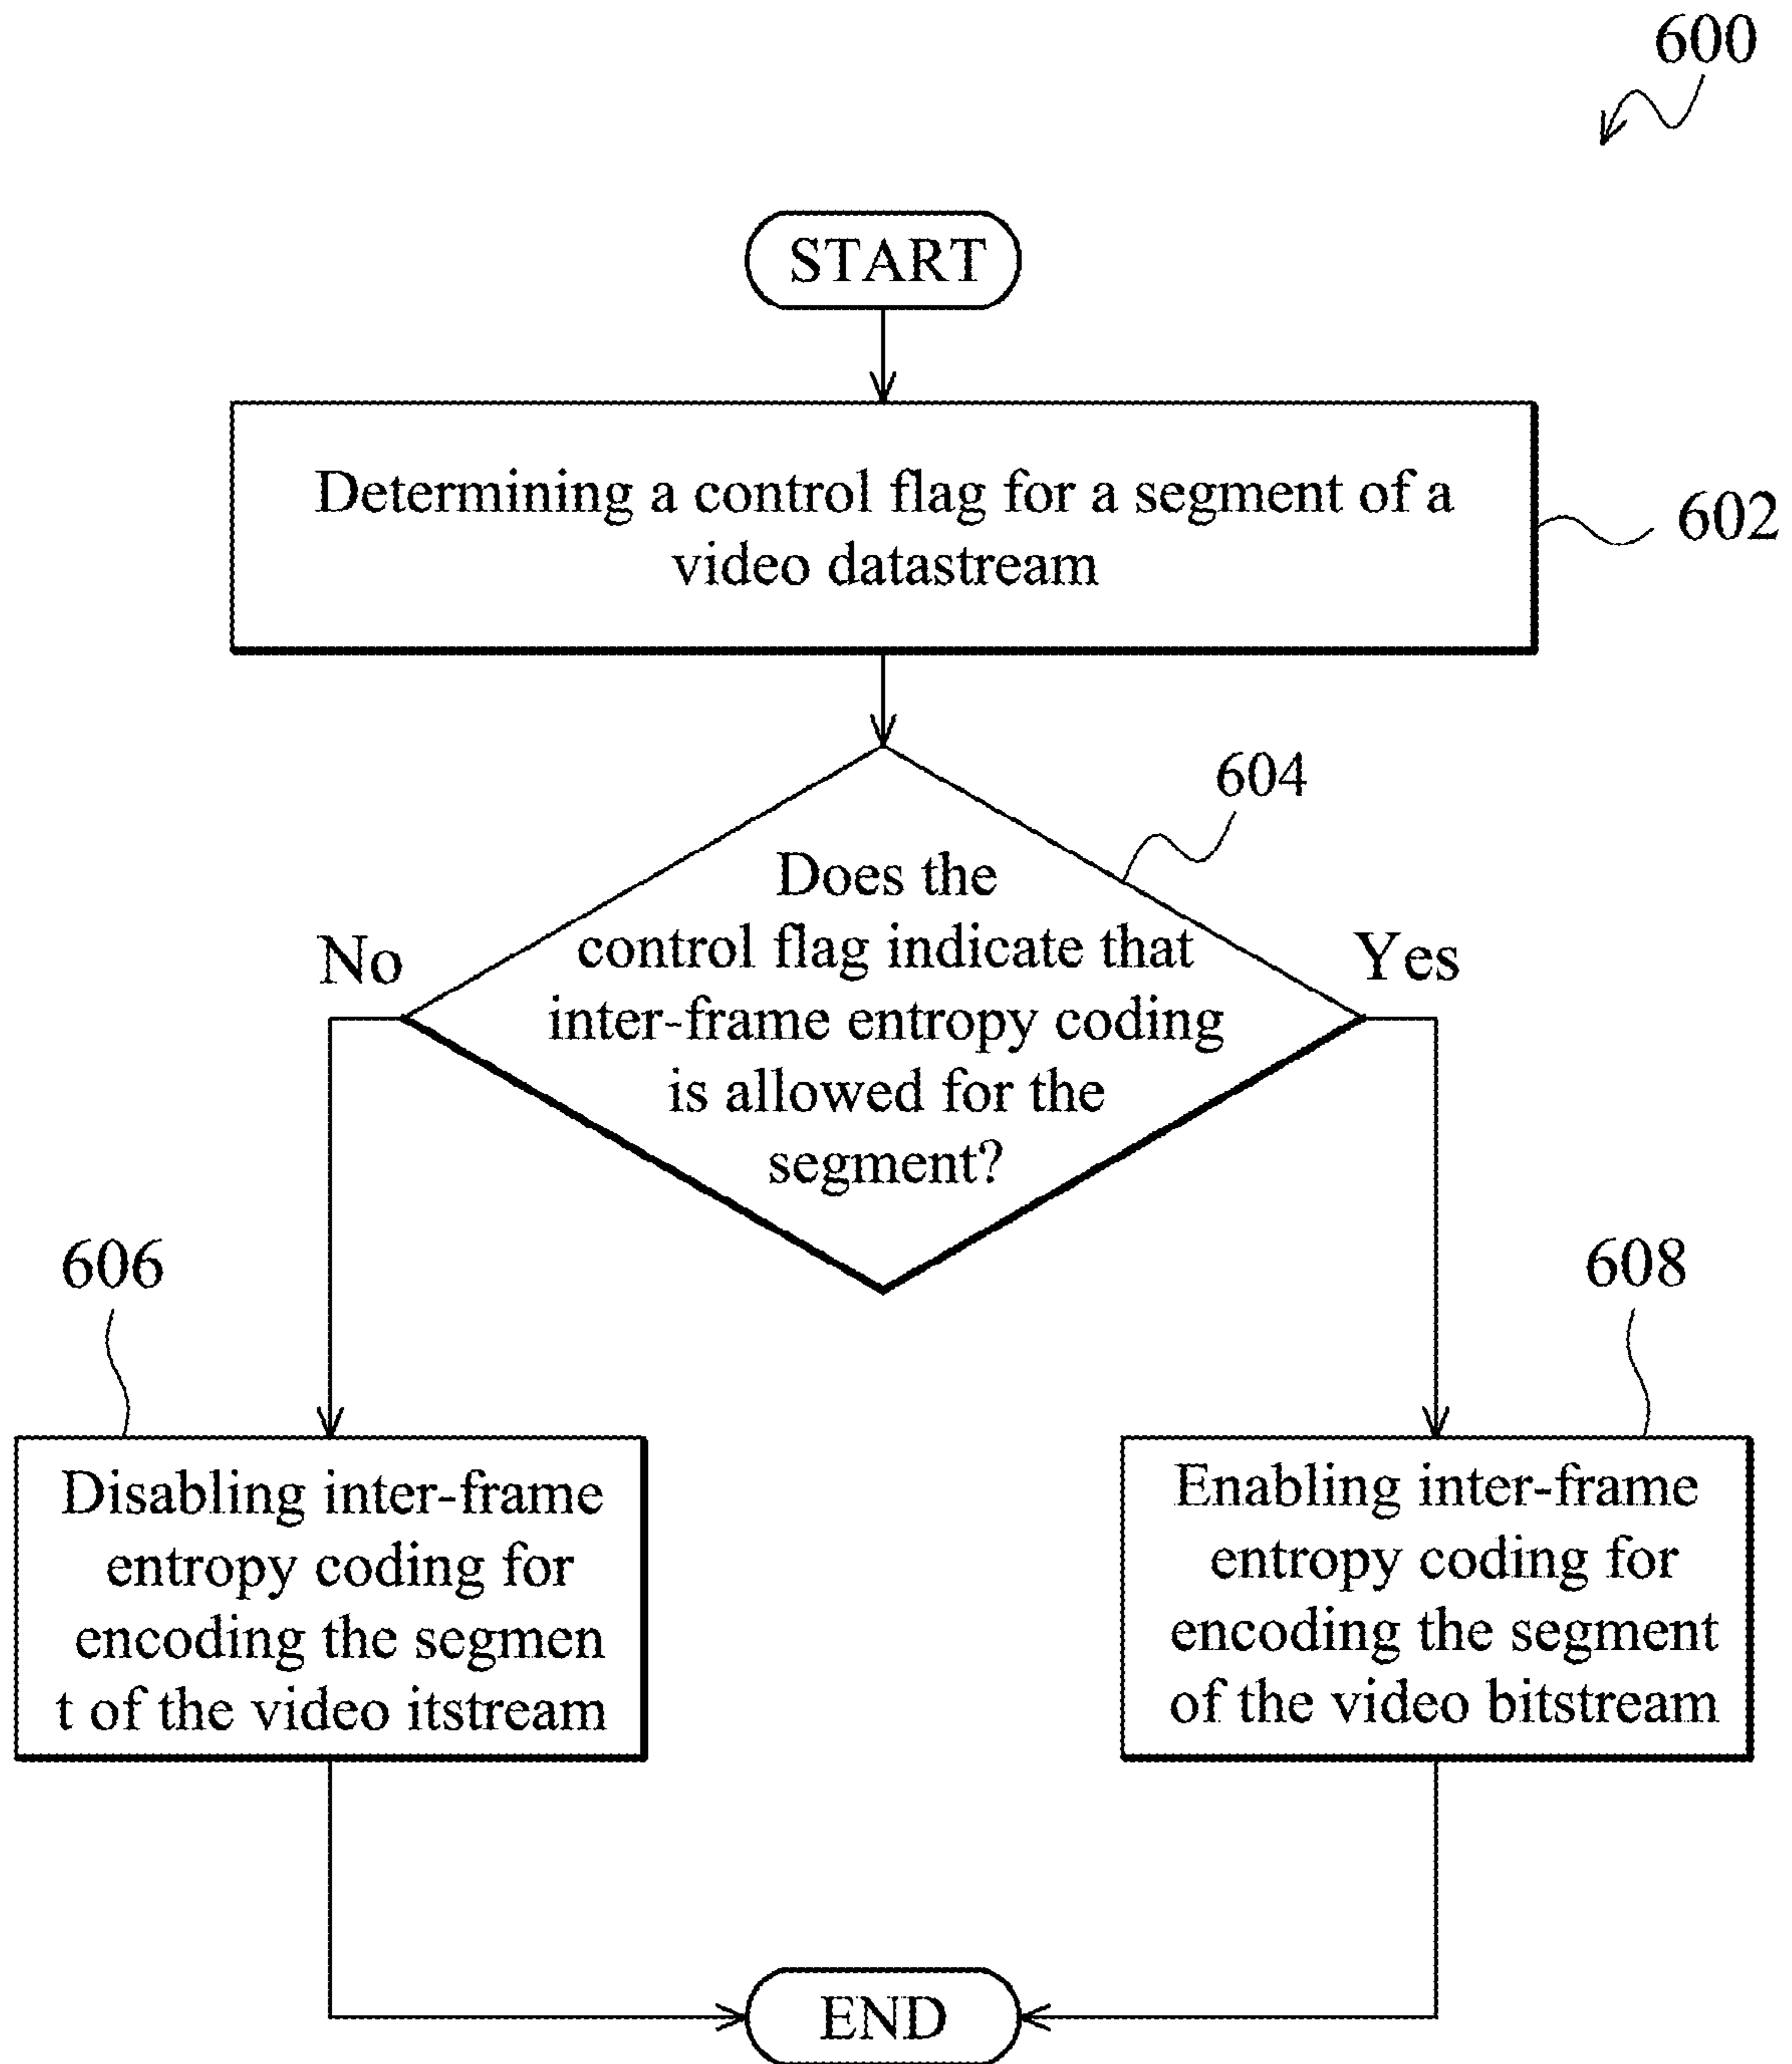 600
START
Determining a control flag for a segment of a
video datastream
602
604
Does the
control flag indicate that
inter-frame entropy coding
is allowed for the
segment?
No
Yes
606
608
Disabling inter-frame
entropy coding for
encoding the segmen
t of the video itstream
Enabling inter-frame
entropy coding for
encoding the segment
of the video bitstream
END